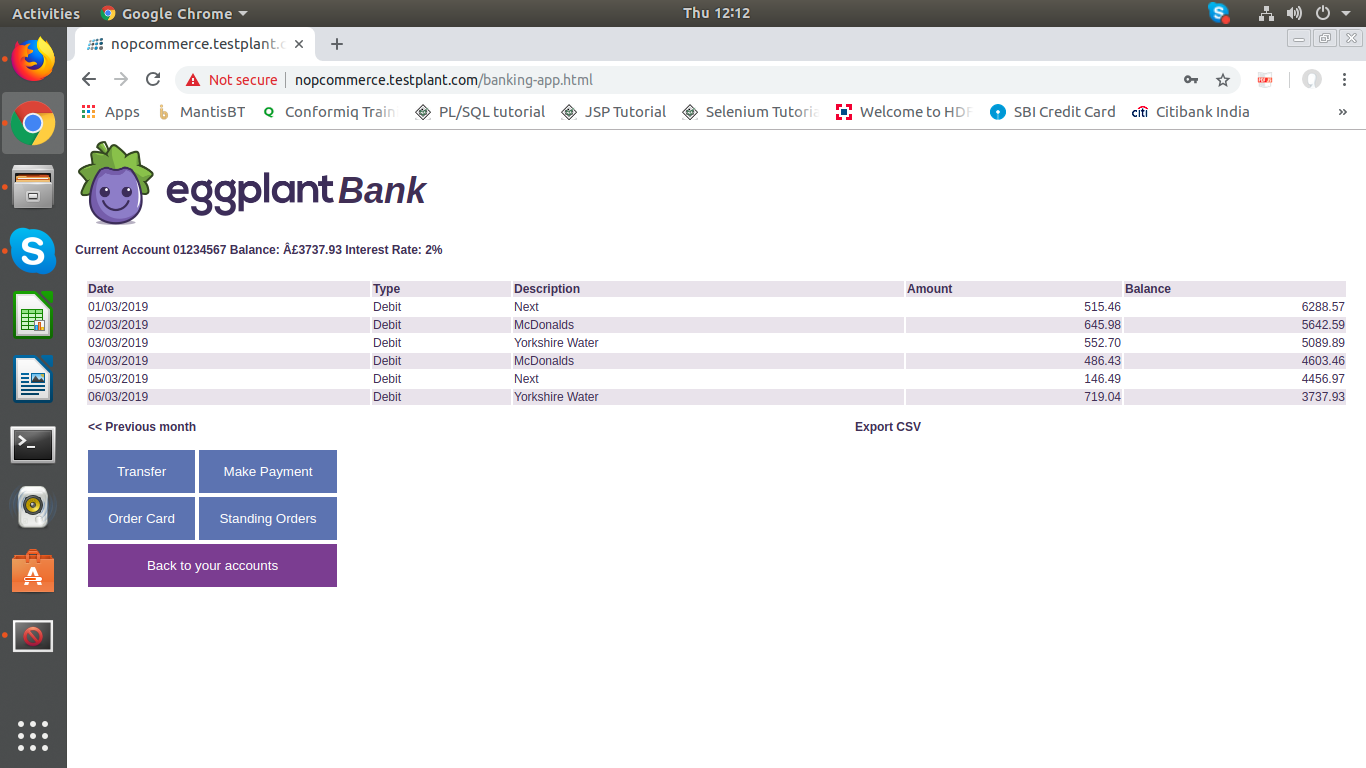 Activities Google Chrome Thu 12:12
nopcommerce.testplant.c
Not secure nopcommerce.testplant.com/banking-app.html
Apps MantisBT Conformiq Train PL/SQL tutorial JSP Tutorial Selenium Tutoria Welcome to HDF citi SBI Credit Card Citibank India »
eggplant Bank
Current Account 01234567 Balance: Â£3737.93 Interest Rate: 2%
Date Type Description Amount Balance
01/03/2019 Debit Next 515.46 6288.57
02/03/2019 Debit McDonalds 645.98 5642.59
03/03/2019 Debit Yorkshire Water 552.70 5089.89
04/03/2019 Debit McDonalds 486.43 4603.46
05/03/2019 Debit Next 146.49 4456.97
06/03/2019 Debit Yorkshire Water 719.04 3737.93
<< Previous month Export CSV
Transfer Make Payment
Order Card Standing Orders
Back to your accounts